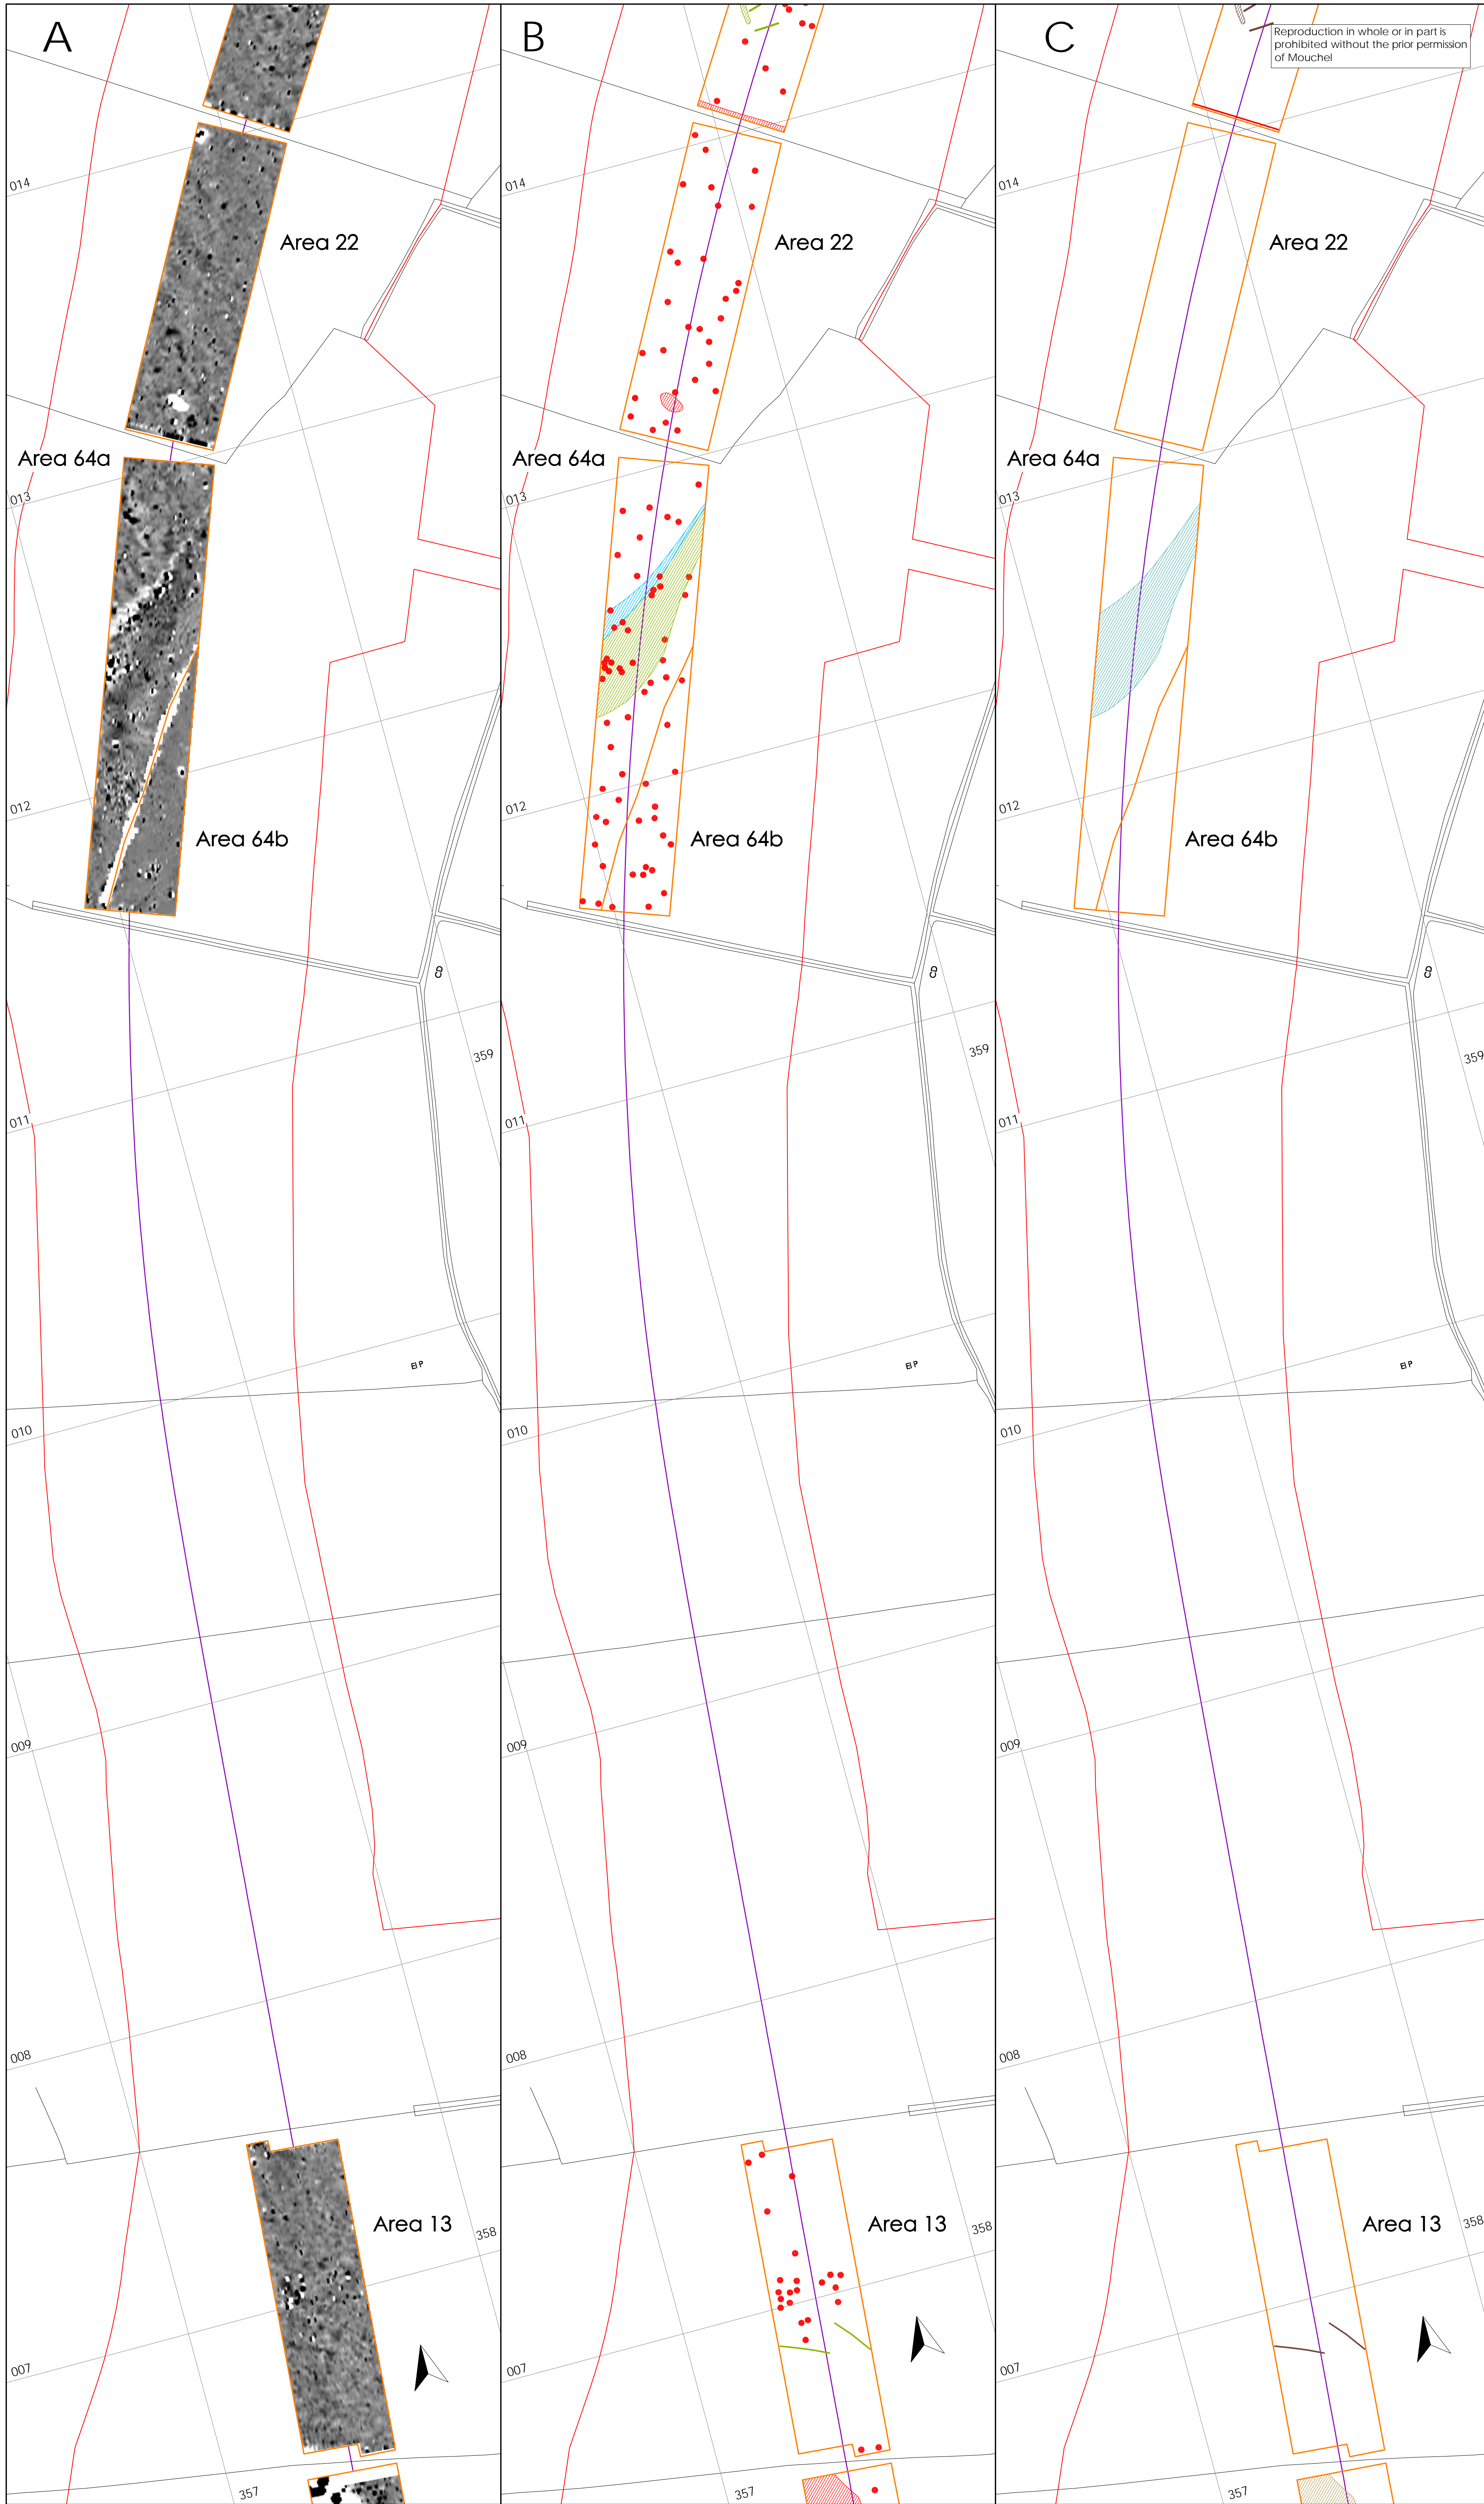 A
014
Area 22
Area 64a
013
012
Area 64b
359
011
BP
010
009
008
Area 13
358
007
357
B
014
Area 22
Area 64a
013
012
Area 64b
359
011
BP
010
009
008
Area 13
358
007
357
C
Reproduction in whole or in part is
prohibited without the prior permission
of Mouchel
014
Area 22
Area 64a
013
012
Area 64b
359
011
BP
010
009
008
Area 13
358
007
357